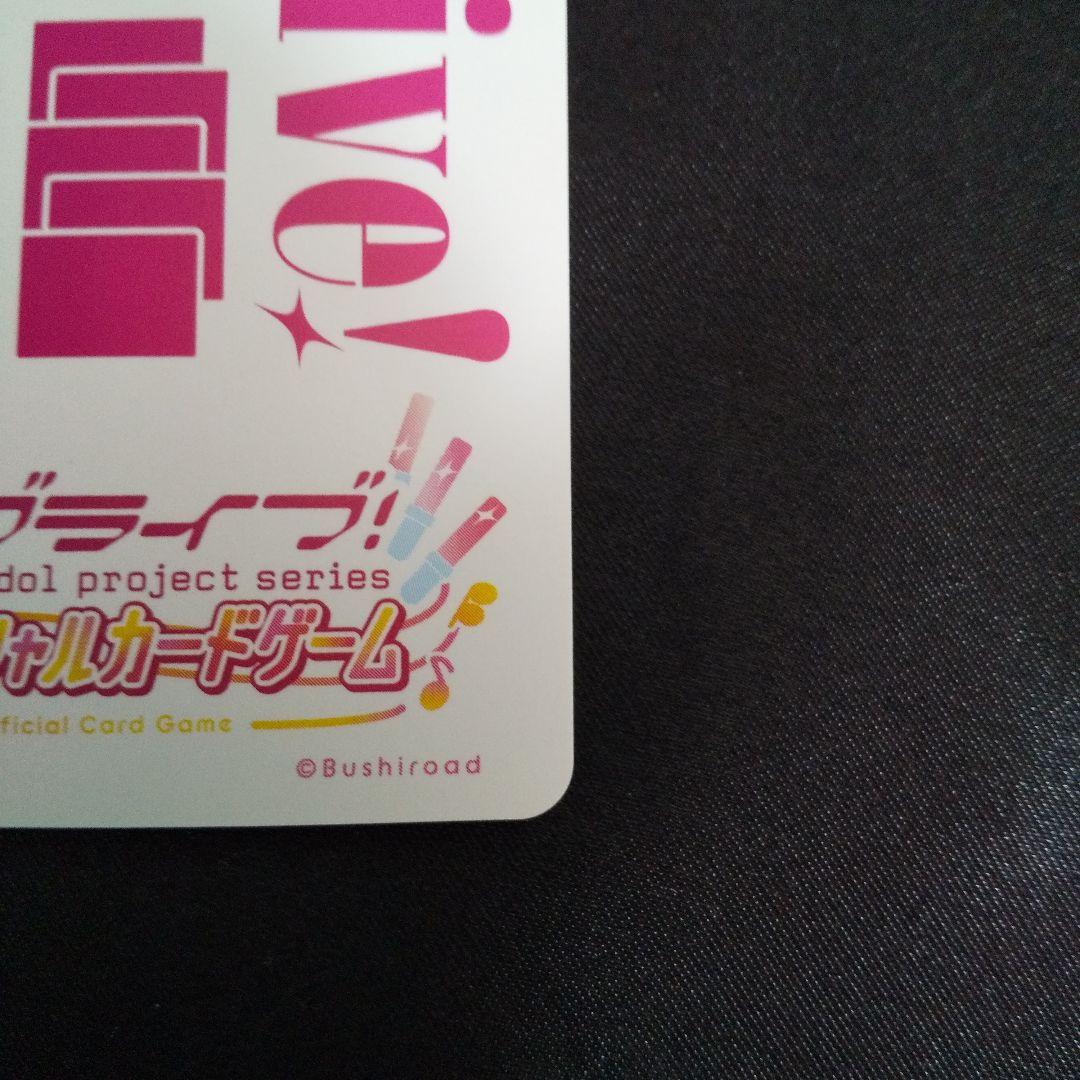 ive!
ブライブ!
dol project series
ャルカードゲーム
ficial Card Game
©Bushiroad